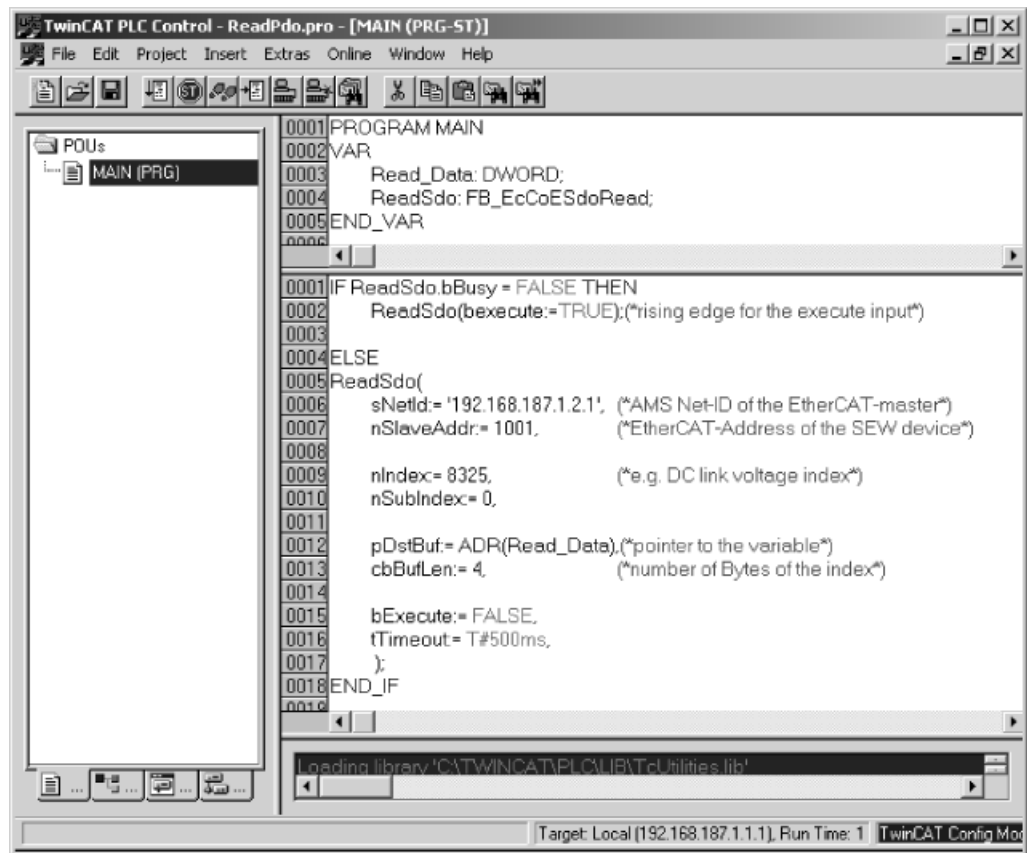 TwinCAT PLC Control - ReadPdo.pro - [MAIN (PRG-ST)]
File Edit Project Insert Extras Online Window Help
POUs
MAIN (PRG)
0001 PROGRAM MAIN
0002 VAR
0003 Read_Data: DWORD;
0004 ReadSdo: FB_EcCoESdoRead;
0005 END_VAR
0006
0001 IF ReadSdo.bBusy = FALSE THEN
0002 ReadSdo(bexecute:=TRUE);(*rising edge for the execute input*)
0003
0004 ELSE
0005 ReadSdo(
0006 sNetId:= '192.168.187.1.2.1', (*AMS Net-ID of the EtherCAT-master*)
0007 nSlaveAddr:= 1001, (*EtherCAT-Address of the SEW device*)
0008
0009 nIndex:= 8325, (*e.g. DC link voltage index*)
0010 nSubIndex:= 0,
0011
0012 pDstBuf:= ADR(Read_Data),(*pointer to the variable*)
0013 cbBufLen:= 4, (*number of Bytes of the index*)
0014
0015 bExecute:= FALSE,
0016 tTimeout:= T#500ms,
0017 );
0018 END_IF
0019
Loading library 'C:\TWINCAT\PLC\LIB\TcUtilities.lib'
... ... ... ...
Target: Local (192.168.187.1.1.1), Run Time: 1 TwinCAT Config Mod